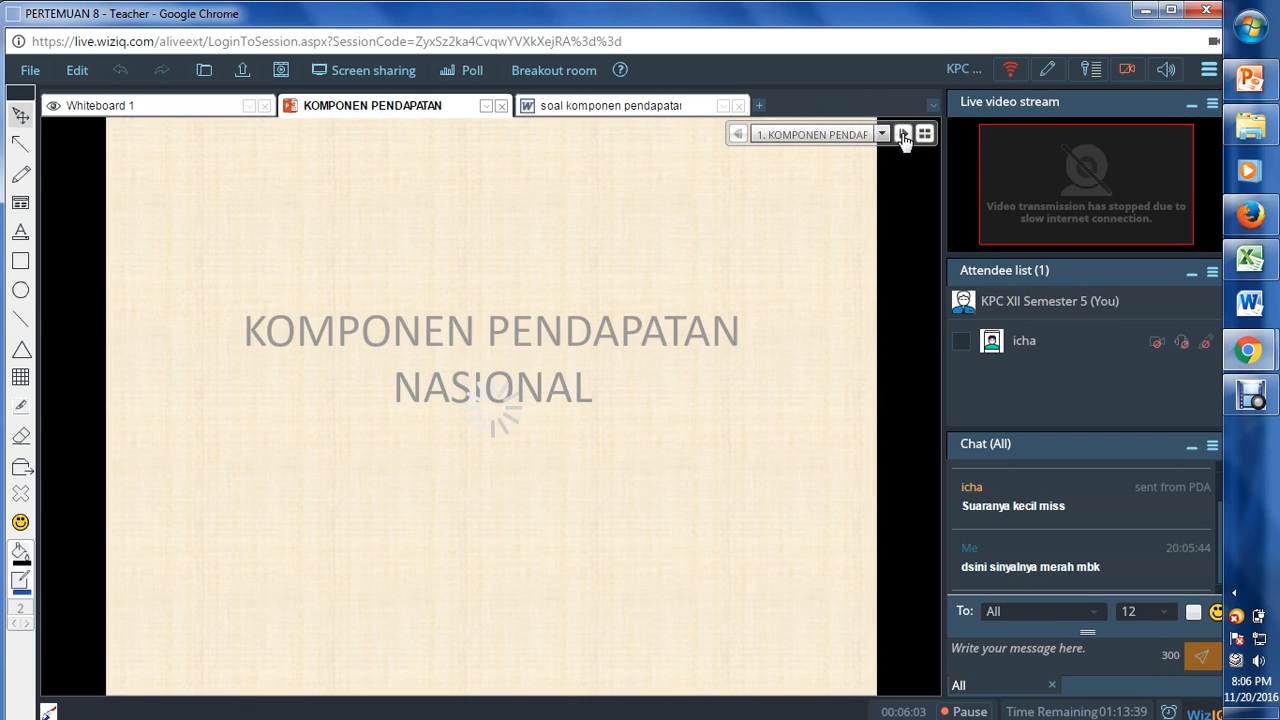 PERTEMUAN 8 - Teacher - Google Chrome
https://live.wiziq.com/aliveext/LoginToSession.aspx?SessionCode=ZyxSz2ka4CvqwYVXkXejRA%3d%3d
File Edit Screen sharing Poll Breakout room KPC ...
Whiteboard 1 KOMPONEN PENDAPATAN soal komponen pendapatan
1. KOMPONEN PENDAF
KOMPONEN PENDAPATAN
NASIONAL
2
Live video stream
Video transmission has stopped due to
slow internet connection.
Attendee list (1)
KPC XII Semester 5 (You)
icha
Chat (All)
icha sent from PDA
Suaranya kecil miss
Me 20:05:44
dsini sinyalnya merah mbk
To: All 12
Write your message here. 300
All
00:06:03 Pause Time Remaining 01:13:39
8:06 PM
11/20/2016